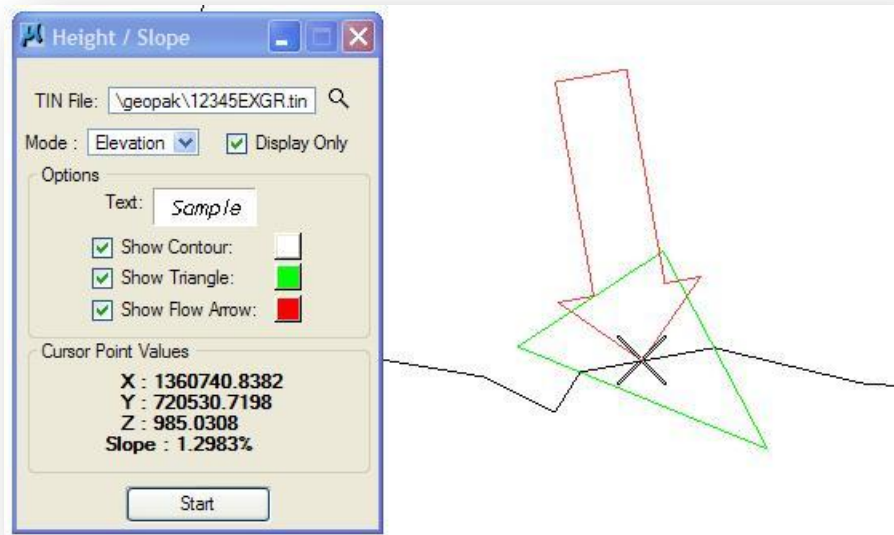 Height / Slope
TIN File: \geopak\12345EXGR.tin
Mode : Elevation Display Only
Options
Text: Sample
Show Contour:
Show Triangle:
Show Flow Arrow:
Cursor Point Values
X : 1360740.8382
Y : 720530.7198
Z : 985.0308
Slope : 1.2983%
Start